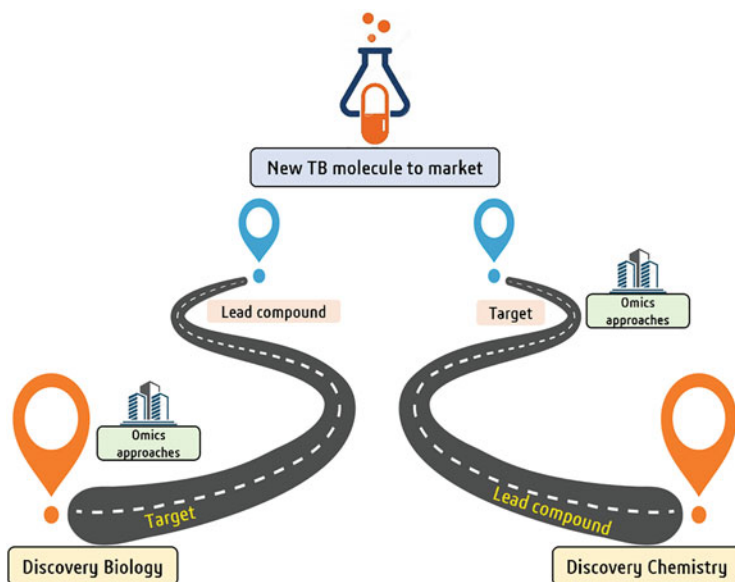 New TB molecule to market
Lead compound
Target
Omics
approaches
Omics
approaches
Target
Lead compound
Discovery Biology
Discovery Chemistry